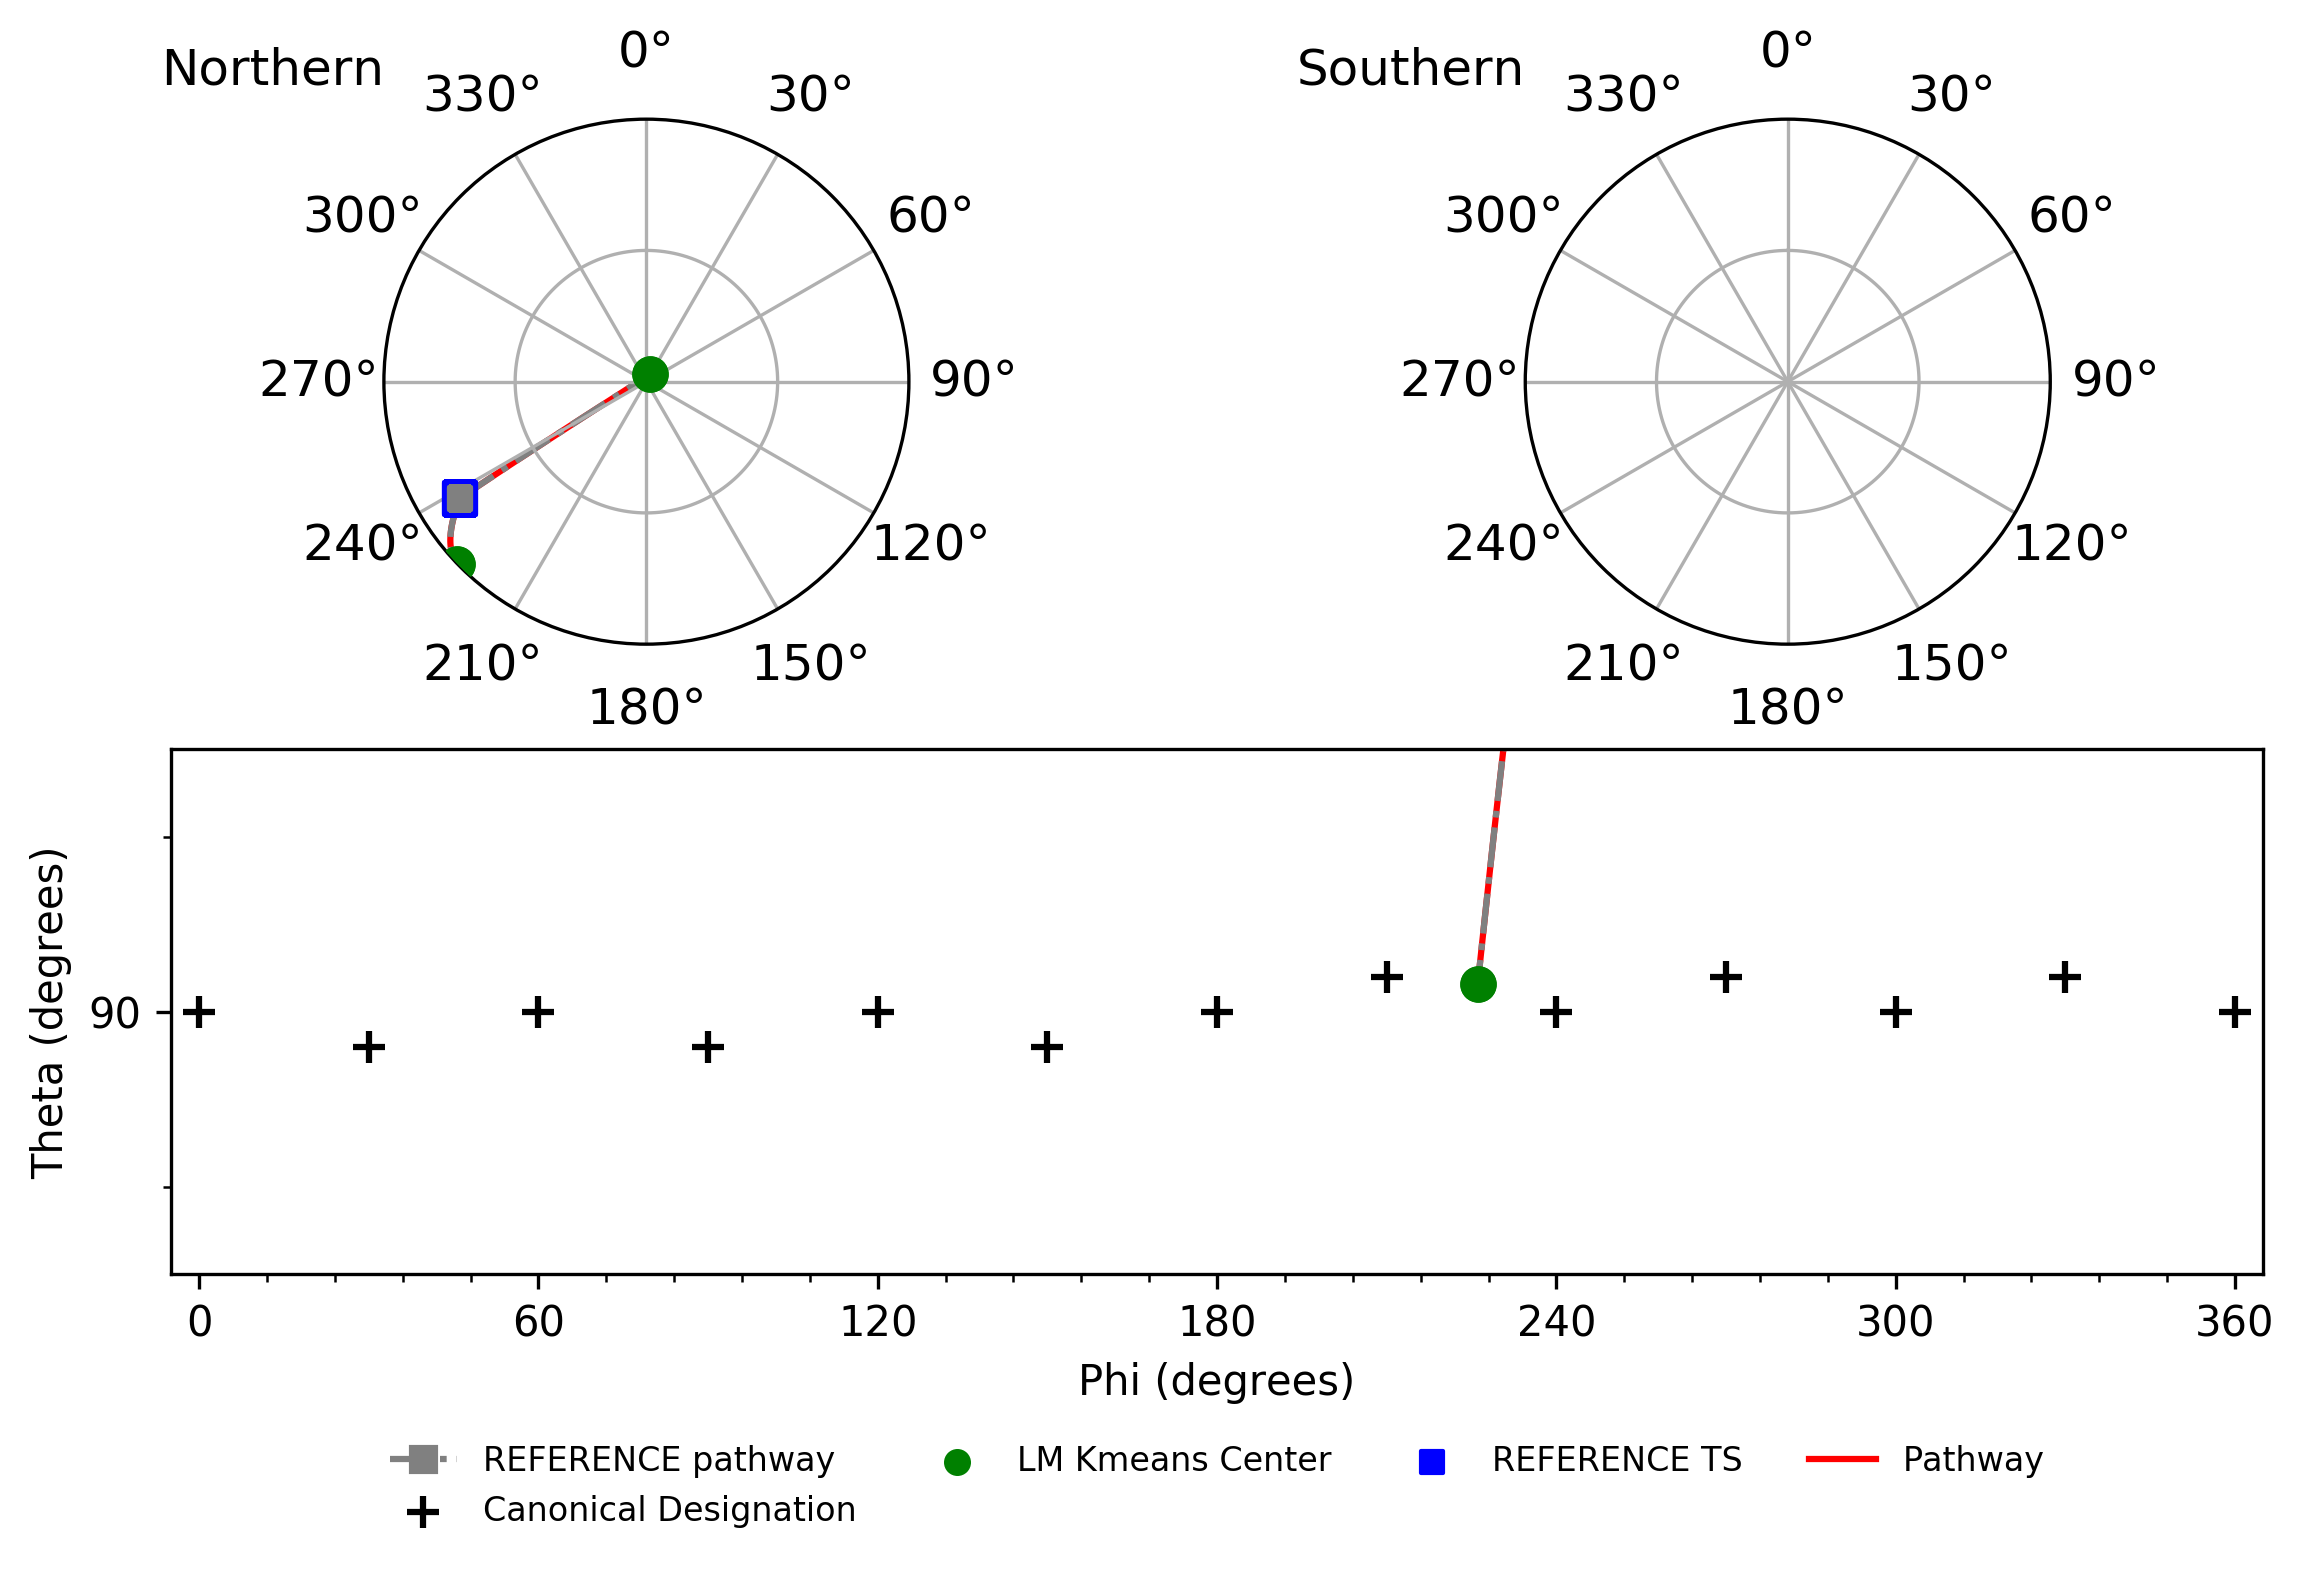 Northern
0°
330°
30°
300°
60°
270°
90°
240°
120°
210°
150°
180°
Southern
0°
330°
30°
300°
60°
270°
90°
240°
120°
210°
150°
180°
Theta (degrees)
90
0 60 120 180 240 300 360
Phi (degrees)
REFERENCE pathway
Canonical Designation
LM Kmeans Center
REFERENCE TS
Pathway